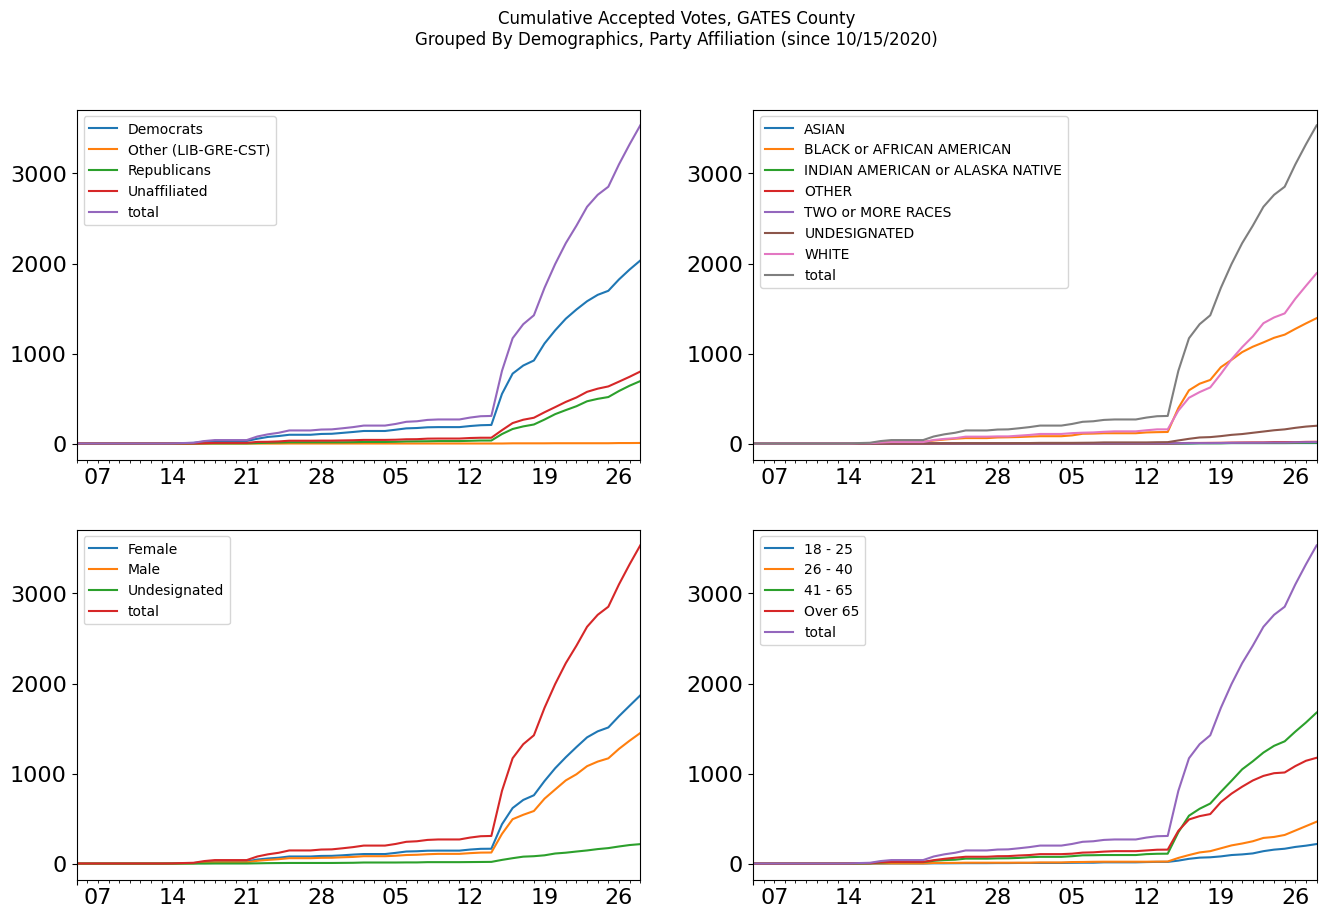 Cumulative Accepted Votes, GATES County
Grouped By Demographics, Party Affiliation (since 10/15/2020)
Democrats
Other (LIB-GRE-CST)
Republicans
Unaffiliated
total
3000
2000
1000
0
07 14 21 28 05 12 19 26
ASIAN
BLACK or AFRICAN AMERICAN
INDIAN AMERICAN or ALASKA NATIVE
OTHER
TWO or MORE RACES
UNDESIGNATED
WHITE
total
3000
2000
1000
0
07 14 21 28 05 12 19 26
Female
Male
Undesignated
total
3000
2000
1000
0
07 14 21 28 05 12 19 26
18 - 25
26 - 40
41 - 65
Over 65
total
3000
2000
1000
0
07 14 21 28 05 12 19 26